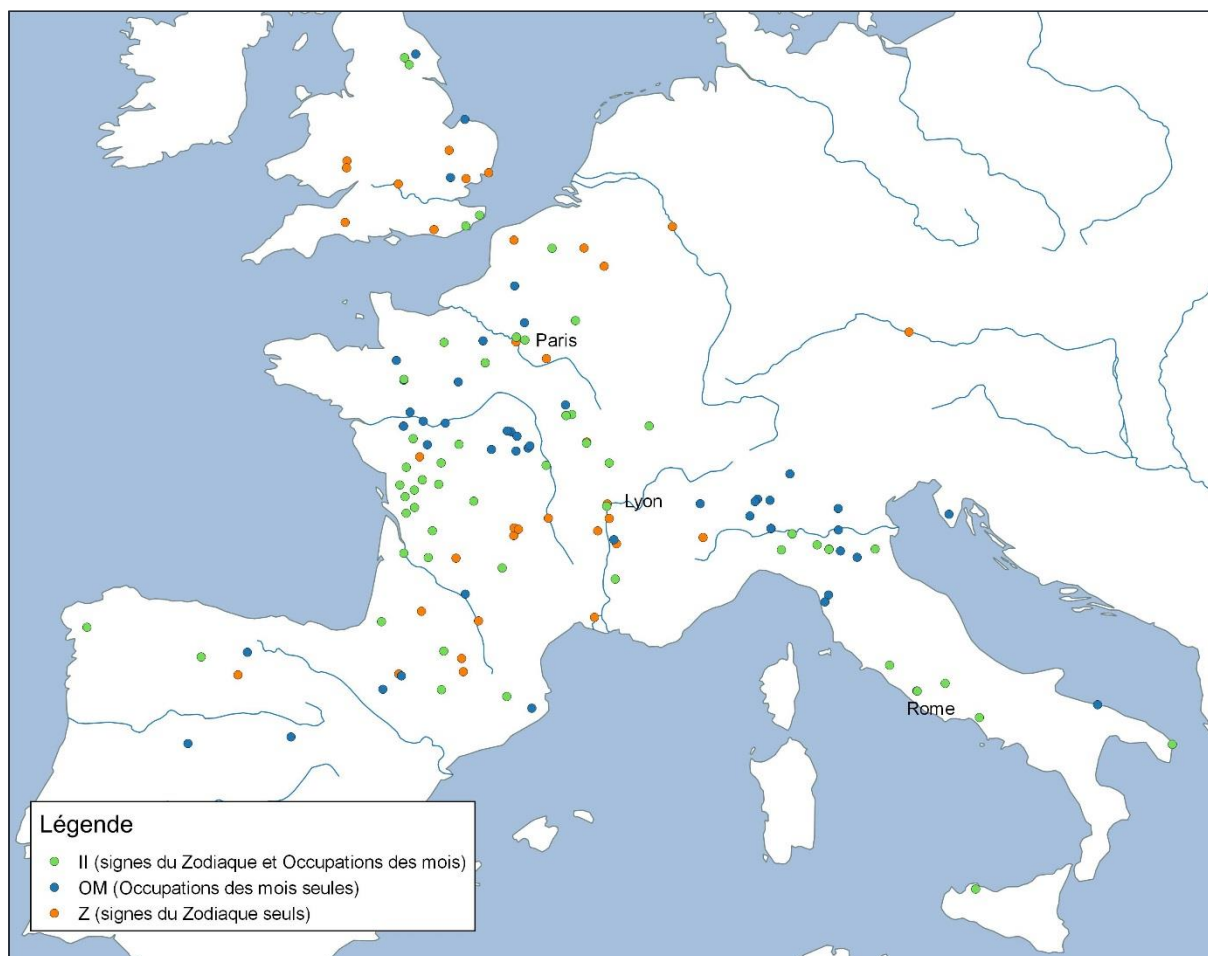 Paris
Lyon
Rome
Légende
II (signes du Zodiaque et Occupations des mois)
OM (Occupations des mois seules)
Z (signes du Zodiaque seuls)